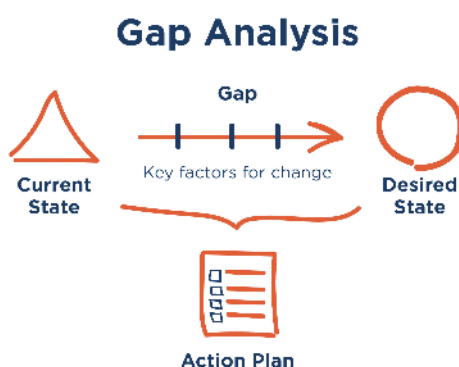 Gap Analysis
Gap
Key factors for change
Current
State
Desired
State
Action Plan